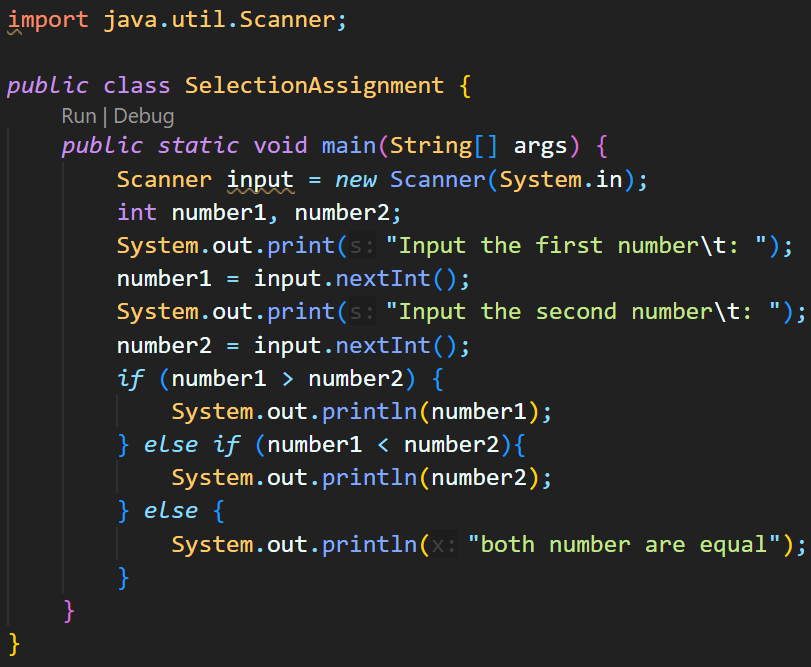 import java.util.Scanner;
public class SelectionAssignment {
Run | Debug
public static void main(String[] args) {
Scanner input = new Scanner(System.in);
int number1, number2;
System.out.print(s: "Input the first number\t: ");
number1 = input.nextInt();
System.out.print(s: "Input the second number\t: ");
number2 = input.nextInt();
if (number1 > number2) {
System.out.println(number1);
} else if (number1 < number2){
System.out.println(number2);
} else {
System.out.println(x: "both number are equal");
}
}
}